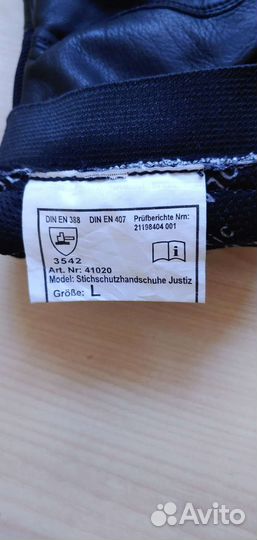 DIN EN 388 DIN EN 407 Prüfberichte Nrn:
21198404 001
3542
Art. Nr: 41020
Model: Stichschutzhandschuhe Justiz
Größe: L
Avito